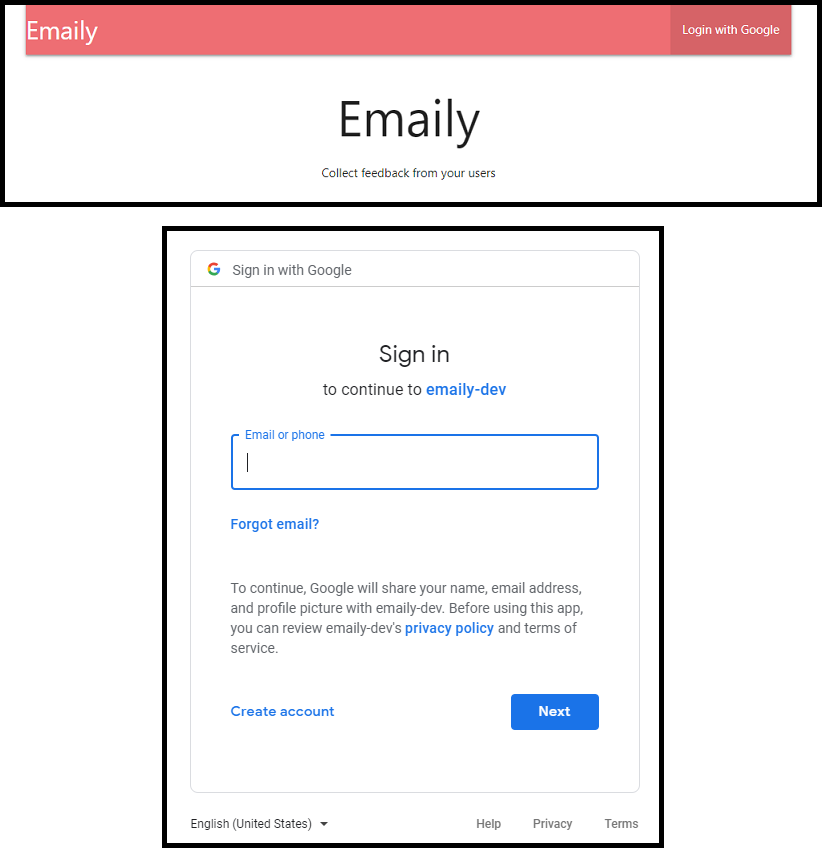 Emaily
Login with Google
Emaily
Collect feedback from your users
Sign in with Google
Sign in
to continue to emaily-dev
Email or phone
Forgot email?
To continue, Google will share your name, email address,
and profile picture with emaily-dev. Before using this app,
you can review emaily-dev's privacy policy and terms of
service.
Create account
Next
English (United States)
Help
Privacy
Terms